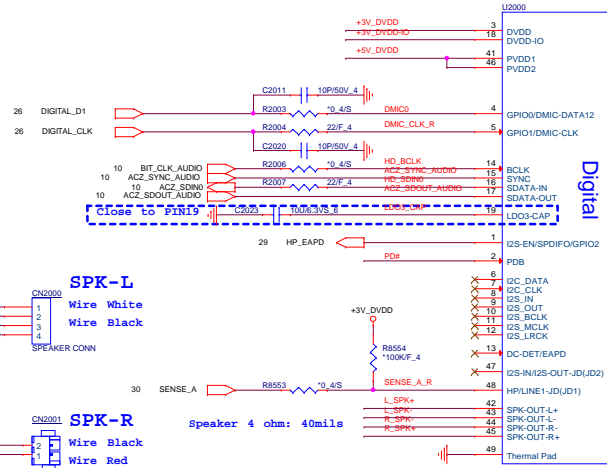 U2000
+3V_DVDD
3
DVDD
+3V_DVDD-IO
18
DVDD-IO
+5V_DVDD
41
PVDD1
46
PVDD2
C2011
10P/50V_4
26
DIGITAL_D1
R2003
*0_4/S
DMIC0
4
GPIO0/DMIC-DATA12
26
DIGITAL_CLK
R2004
22/F_4
DMIC_CLK_R
5
GPIO1/DMIC-CLK
C2020
10P/50V_4
Digital
10
BIT_CLK_AUDIO
R2006
*0_4/S
HD_BCLK
14
BCLK
10
ACZ_SYNC_AUDIO
ACZ_SYNC_AUDIO
15
SYNC
10
ACZ_SDIN0
R2007
22/F_4
HD_SDIN0
16
SDATA-IN
10
ACZ_SDOUT_AUDIO
ACZ_SDOUT_AUDIO
17
SDATA-OUT
Close to PIN19
C2023
10U/6.3VS_6
LDO3_CAP
19
LDO3-CAP
29
HP_EAPD
1
I2S-EN/SPDIFO/GPIO2
PD#
2
PDB
6
I2C_DATA
7
I2C_CLK
8
I2S_IN
9
I2S_OUT
10
I2S_BCLK
11
I2S_MCLK
12
I2S_LRCK
13
DC-DET/EAPD
47
I2S-IN/I2S-OUT-JD(JD2)
SPK-L
CN2000
1
2
3
4
Wire White
Wire Black
SPEAKER CONN
+3V_DVDD
R8554
*100K/F_4
30
SENSE_A
R8553
*0_4/S
SENSE_A_R
48
HP/LINE1-JD(JD1)
L_SPK+
42
SPK-OUT-L+
L_SPK-
43
SPK-OUT-L-
R_SPK-
44
SPK-OUT-R-
R_SPK+
45
SPK-OUT-R+
49
Thermal Pad
CN2001
SPK-R
Speaker 4 ohm: 40mils
2
1
Wire Black
Wire Red